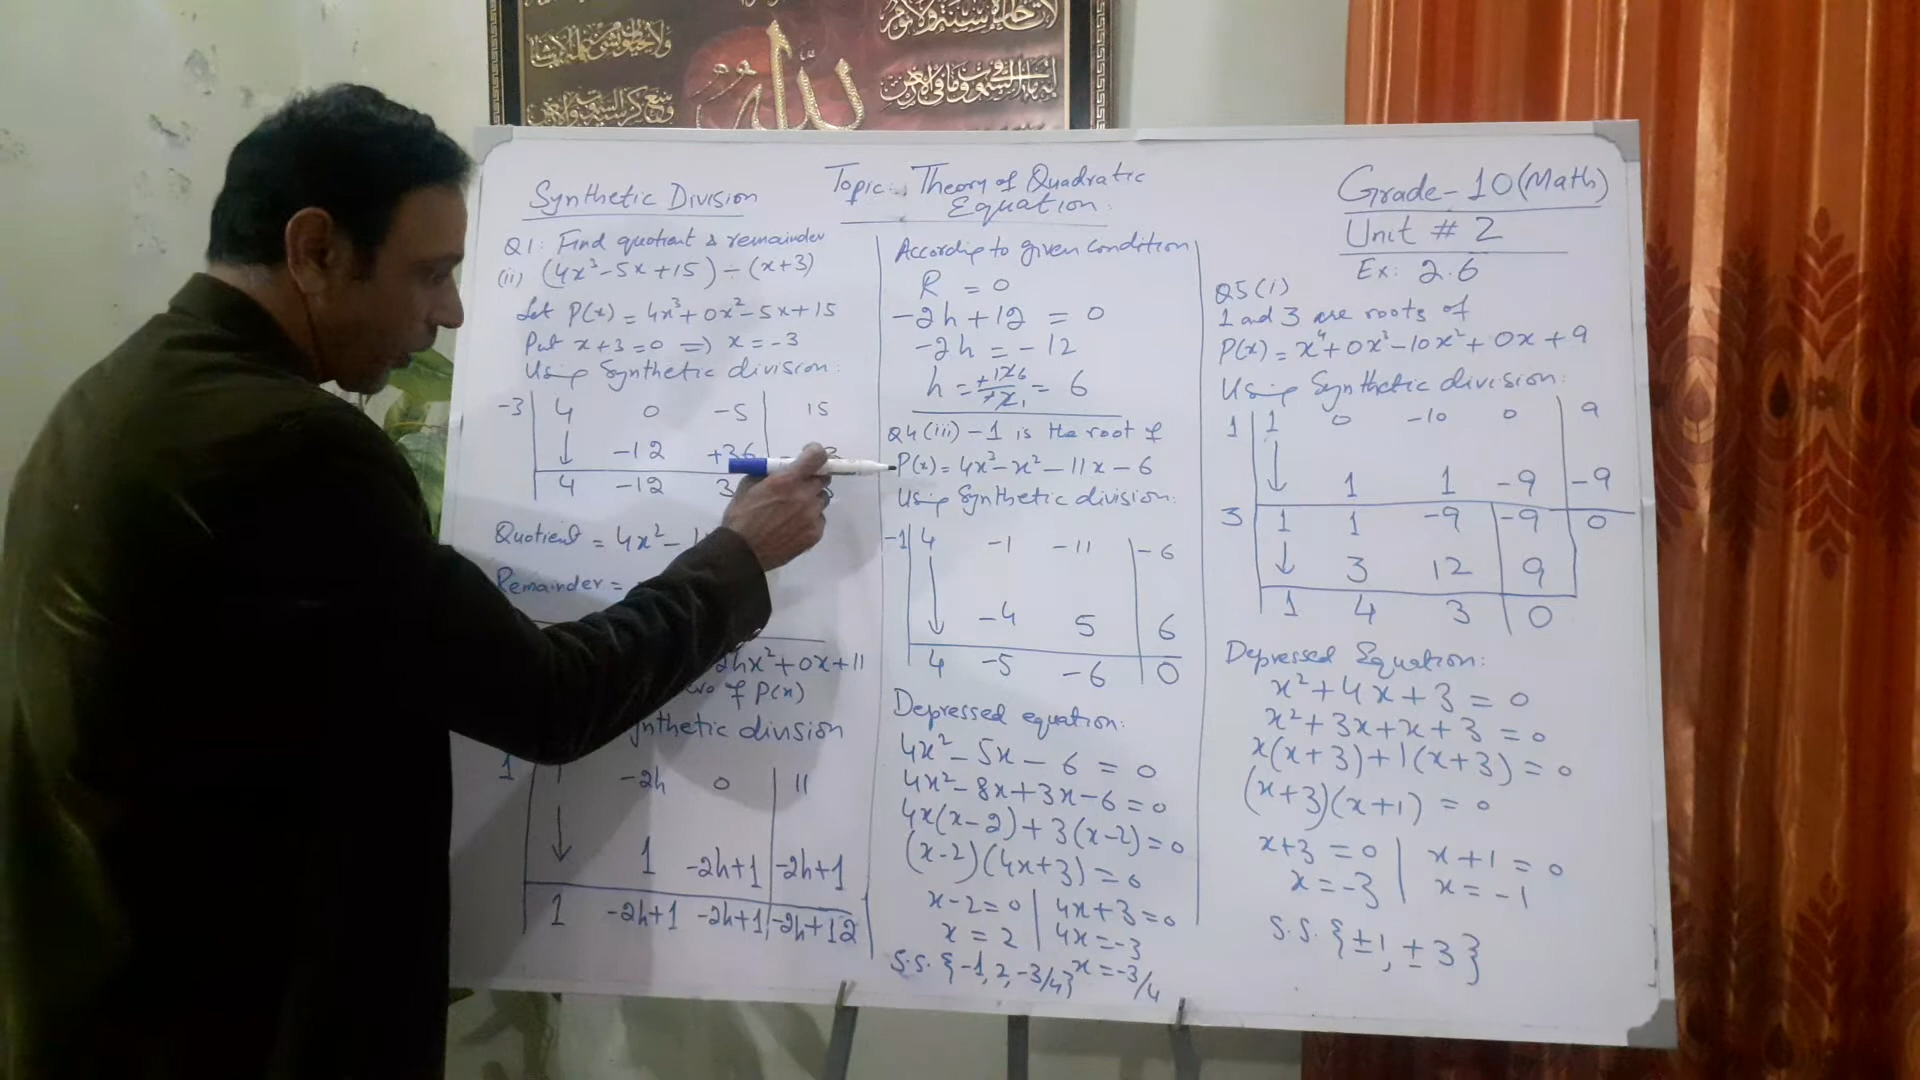 Synthetic Division
Topic: Theory of Quadratic
Equation.
Grade-10 (Math)
Unit # 2
Ex: 2.6
Q1: Find quotient & remainder
(ii) (4x³-5x+15) ÷ (x+3)
Let P(x) = 4x³+0x²-5x+15
Put x+3=0 ⇒ x=-3
Using Synthetic division:
-3 | 4 0 -5 | 15
↓ -12 +36
4 -12 3
Quotient = 4x²-1
Remainder =
2hx²+0x+11
of P(x)
nthetic division
1 -2h 0 | 11
↓ 1 -2h+1 | -2h+1
1 -2h+1 -2h+1 | -2h+12
According to given condition
R = 0
-2h+12 = 0
-2h = -12
h = +12 6 / +2 1 = 6
Q4 (iii) -1 is the root of
P(x) = 4x³-x²-11x-6
Using Synthetic division:
-1 | 4 -1 -11 | -6
↓ -4 5 | 6
4 -5 -6 | 0
Depressed equation:
4x²-5x-6 = 0
4x²-8x+3x-6=0
4x(x-2)+3(x-2)=0
(x-2)(4x+3)=0
x-2=0 | 4x+3=0
x = 2 | 4x=-3
S.S. {-1, 2, -3/4} x=-3/4
Q5 (i)
1 and 3 are roots of
P(x) = x⁴+0x³-10x²+0x+9
Using Synthetic division:
1 | 1 0 -10 0 | 9
↓ 1 1 -9 | -9
3 | 1 1 -9 | -9 | 0
↓ 3 12 | 9
1 4 3 | 0
Depressed Equation:
x²+4x+3 = 0
x²+3x+x+3 = 0
x(x+3)+1(x+3) = 0
(x+3)(x+1) = 0
x+3 = 0 | x+1 = 0
x=-3 | x=-1
S.S. {±1, ±3}